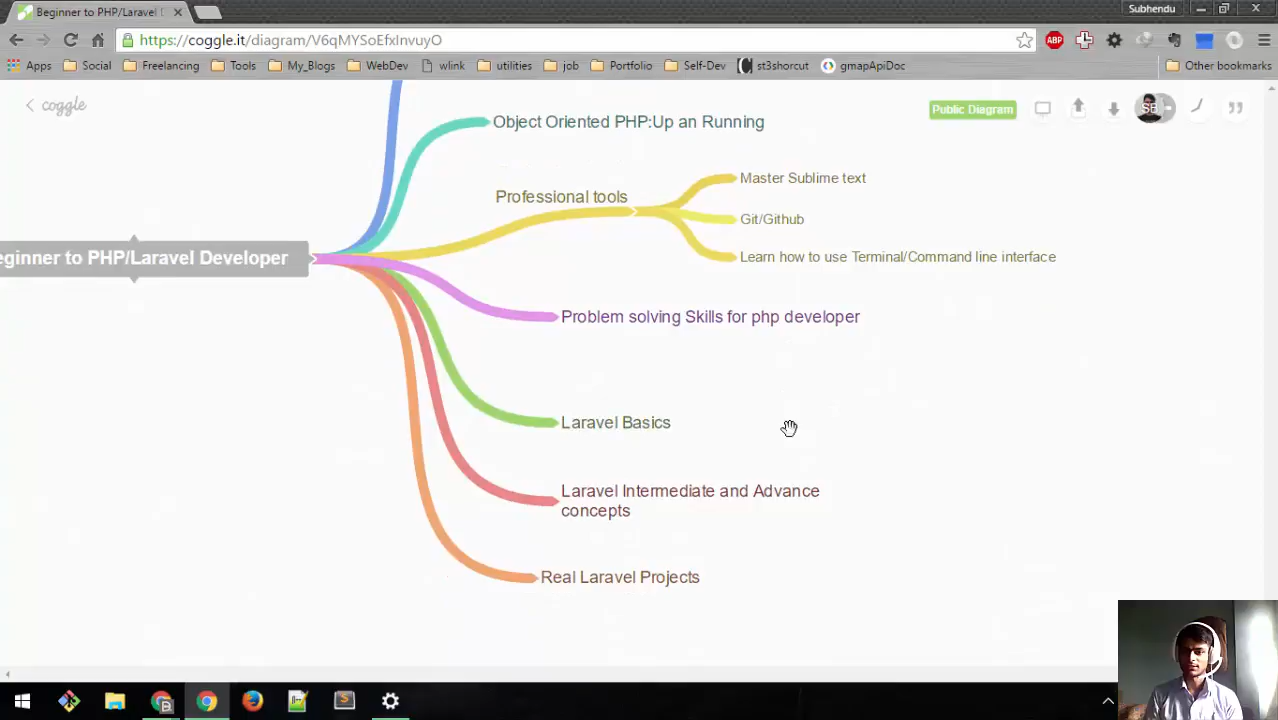 Beginner to PHP/Laravel D
Subhendu
https://coggle.it/diagram/V6qMYSoEfxInvuyO
ABP
Apps Social Freelancing Tools My_Blogs WebDev wlink utilities job Portfolio Self-Dev st3shorcut gmapApiDoc Other bookmarks
coggle
Public Diagram
Object Oriented PHP:Up an Running
Professional tools
Master Sublime text
Git/Github
Learn how to use Terminal/Command line interface
eginner to PHP/Laravel Developer
Problem solving Skills for php developer
Laravel Basics
Laravel Intermediate and Advance
concepts
Real Laravel Projects